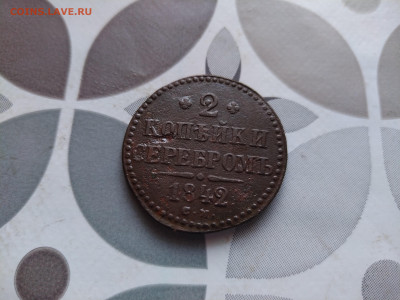 coins.lave.ru
2
КОПѢЙКИ
СЕРЕБРОМЪ
1842
С.М.